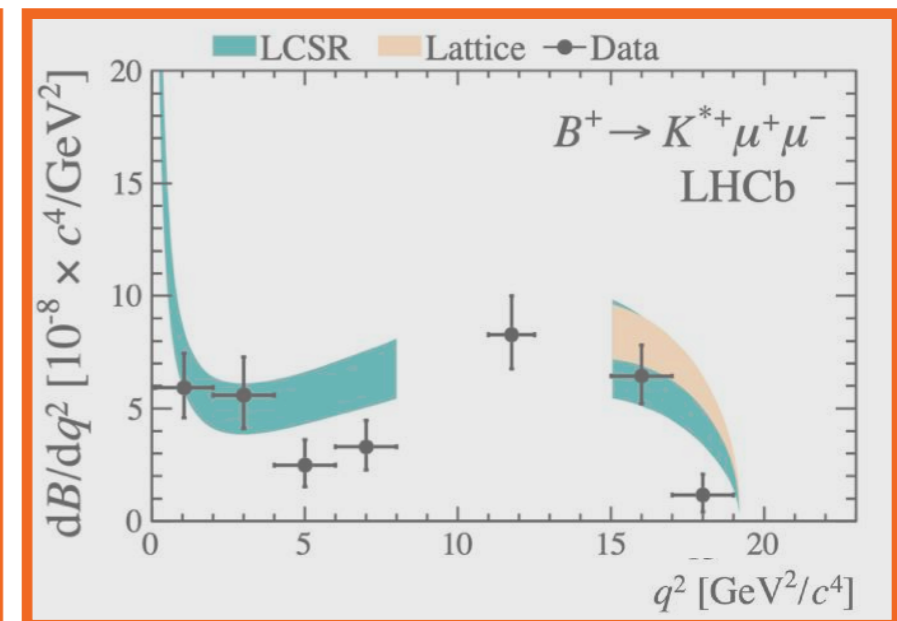 LCSR Lattice Data
B⁺ → K*⁺μ⁺μ⁻
LHCb
dB/dq² [10⁻⁸ × c⁴/GeV²]
20
15
10
5
0
0 5 10 15 20
q² [GeV²/c⁴]